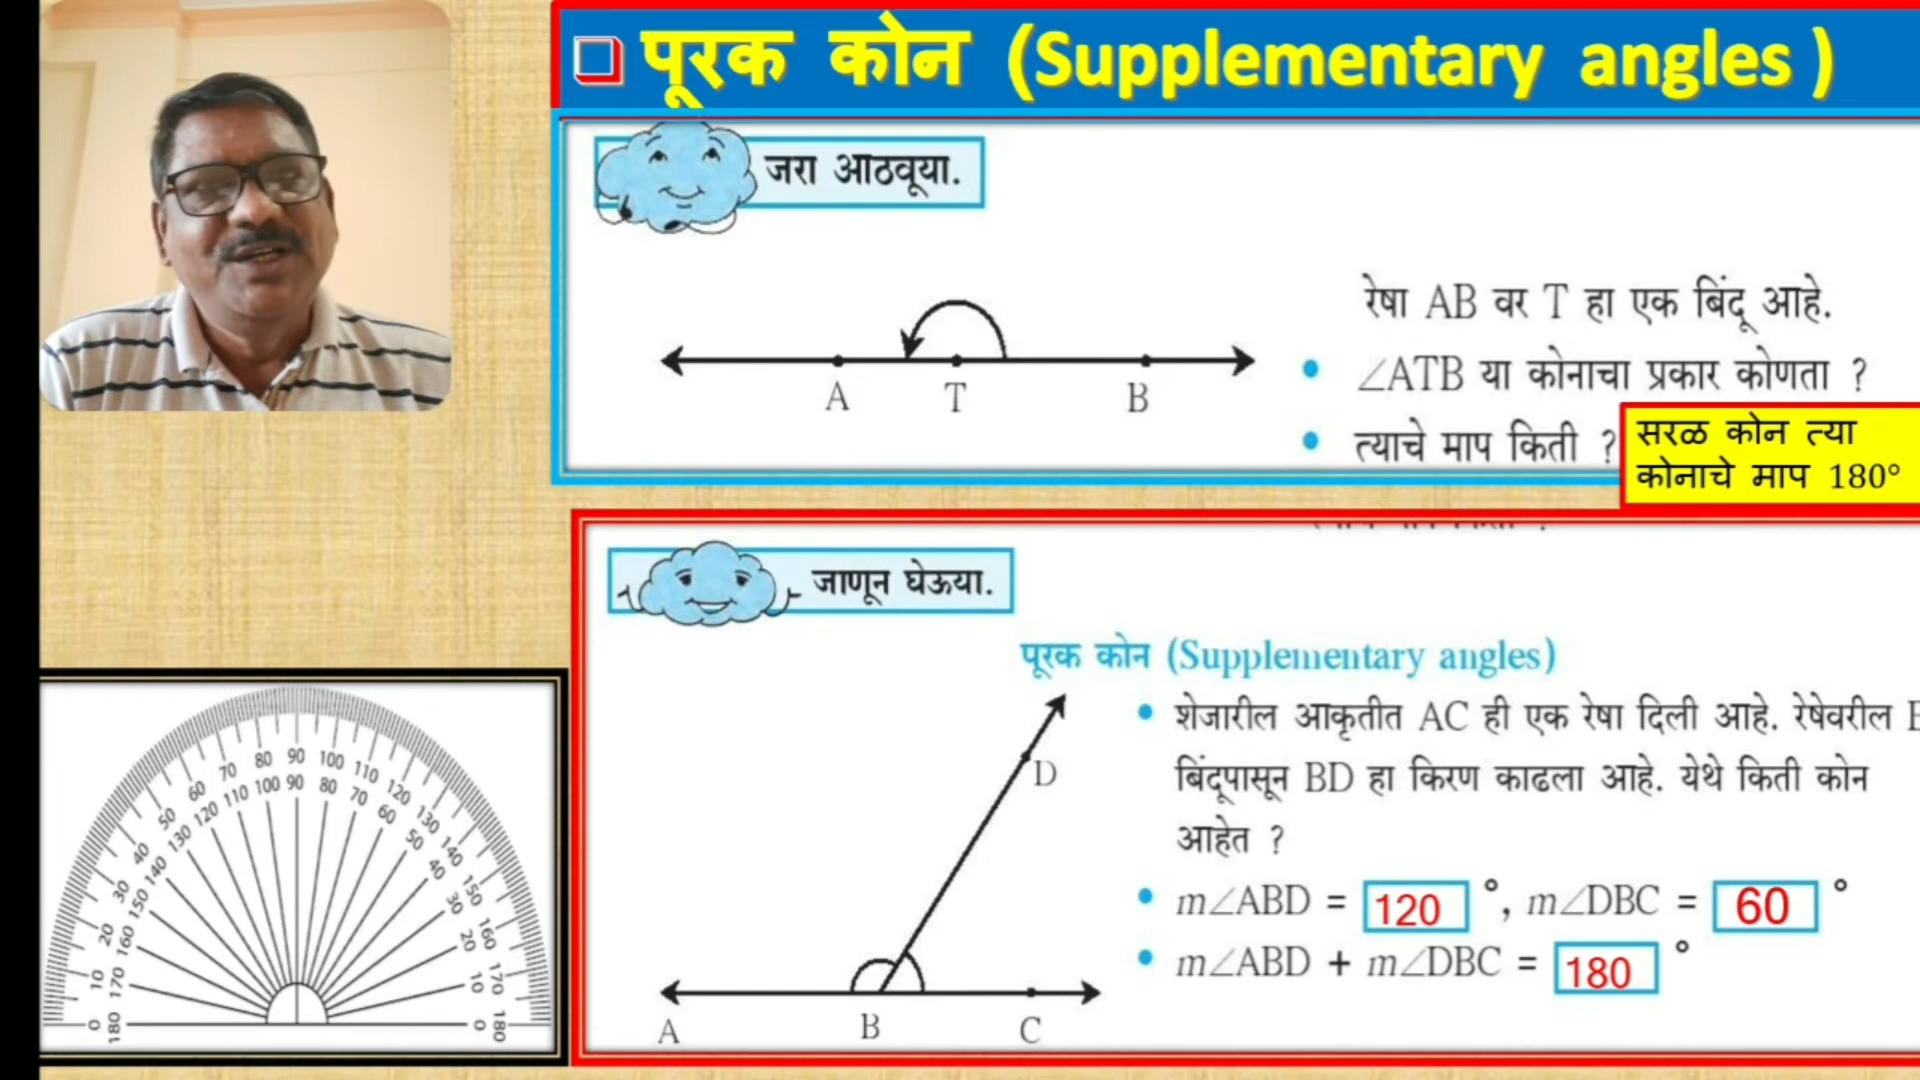 पूरक कोन (Supplementary angles )
जरा आठवूया.
रेषा AB वर T हा एक बिंदू आहे.
∠ATB या कोनाचा प्रकार कोणता ?
त्याचे माप किती ?
सरळ कोन त्या
कोनाचे माप 180°
A T B
जाणून घेऊया.
पूरक कोन (Supplementary angles)
शेजारील आकृतीत AC ही एक रेषा दिली आहे. रेषेवरील
बिंदूपासून BD हा किरण काढला आहे. येथे किती कोन
आहेत ?
m∠ABD = 120 °, m∠DBC = 60 °
m∠ABD + m∠DBC = 180 °
D
A B C
0 10 20 30 40 50 60 70 80 90 100 110 120 130 140 150 160 170 180
180 170 160 150 140 130 120 110 100 90 80 70 60 50 40 30 20 10 0